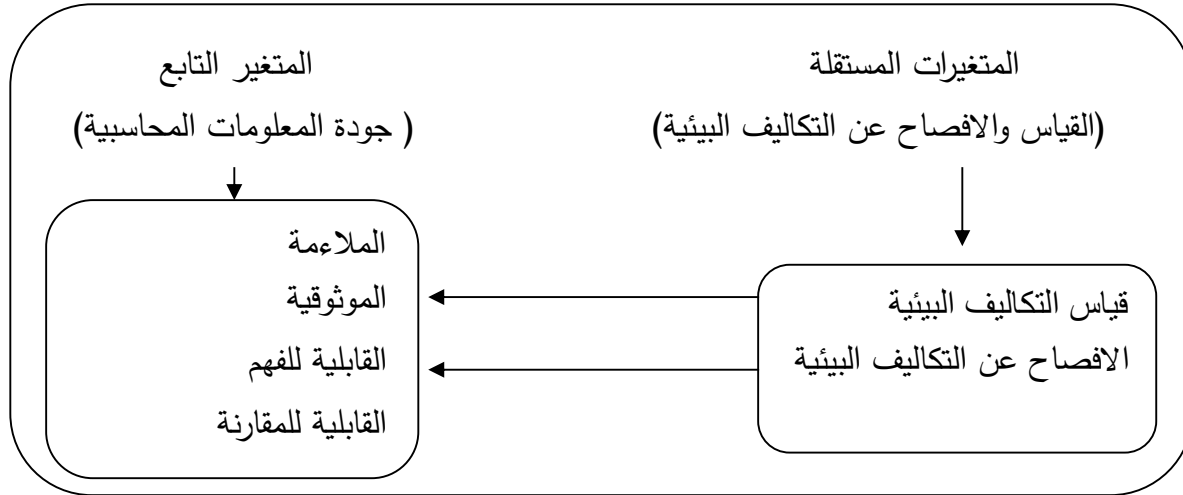 المتغيرات المستقلة
(القياس والافصاح عن التكاليف البيئية)
قياس التكاليف البيئية
الافصاح عن التكاليف البيئية
المتغير التابع
( جودة المعلومات المحاسبية)
الملاءمة
الموثوقية
القابلية للفهم
القابلية للمقارنة